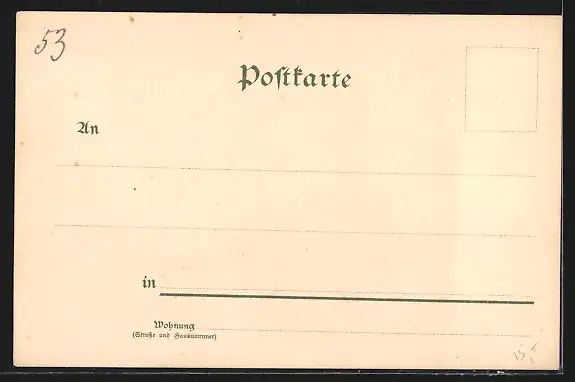 53
Postkarte
An
in
Wohnung
(Straße und Hausnummer)